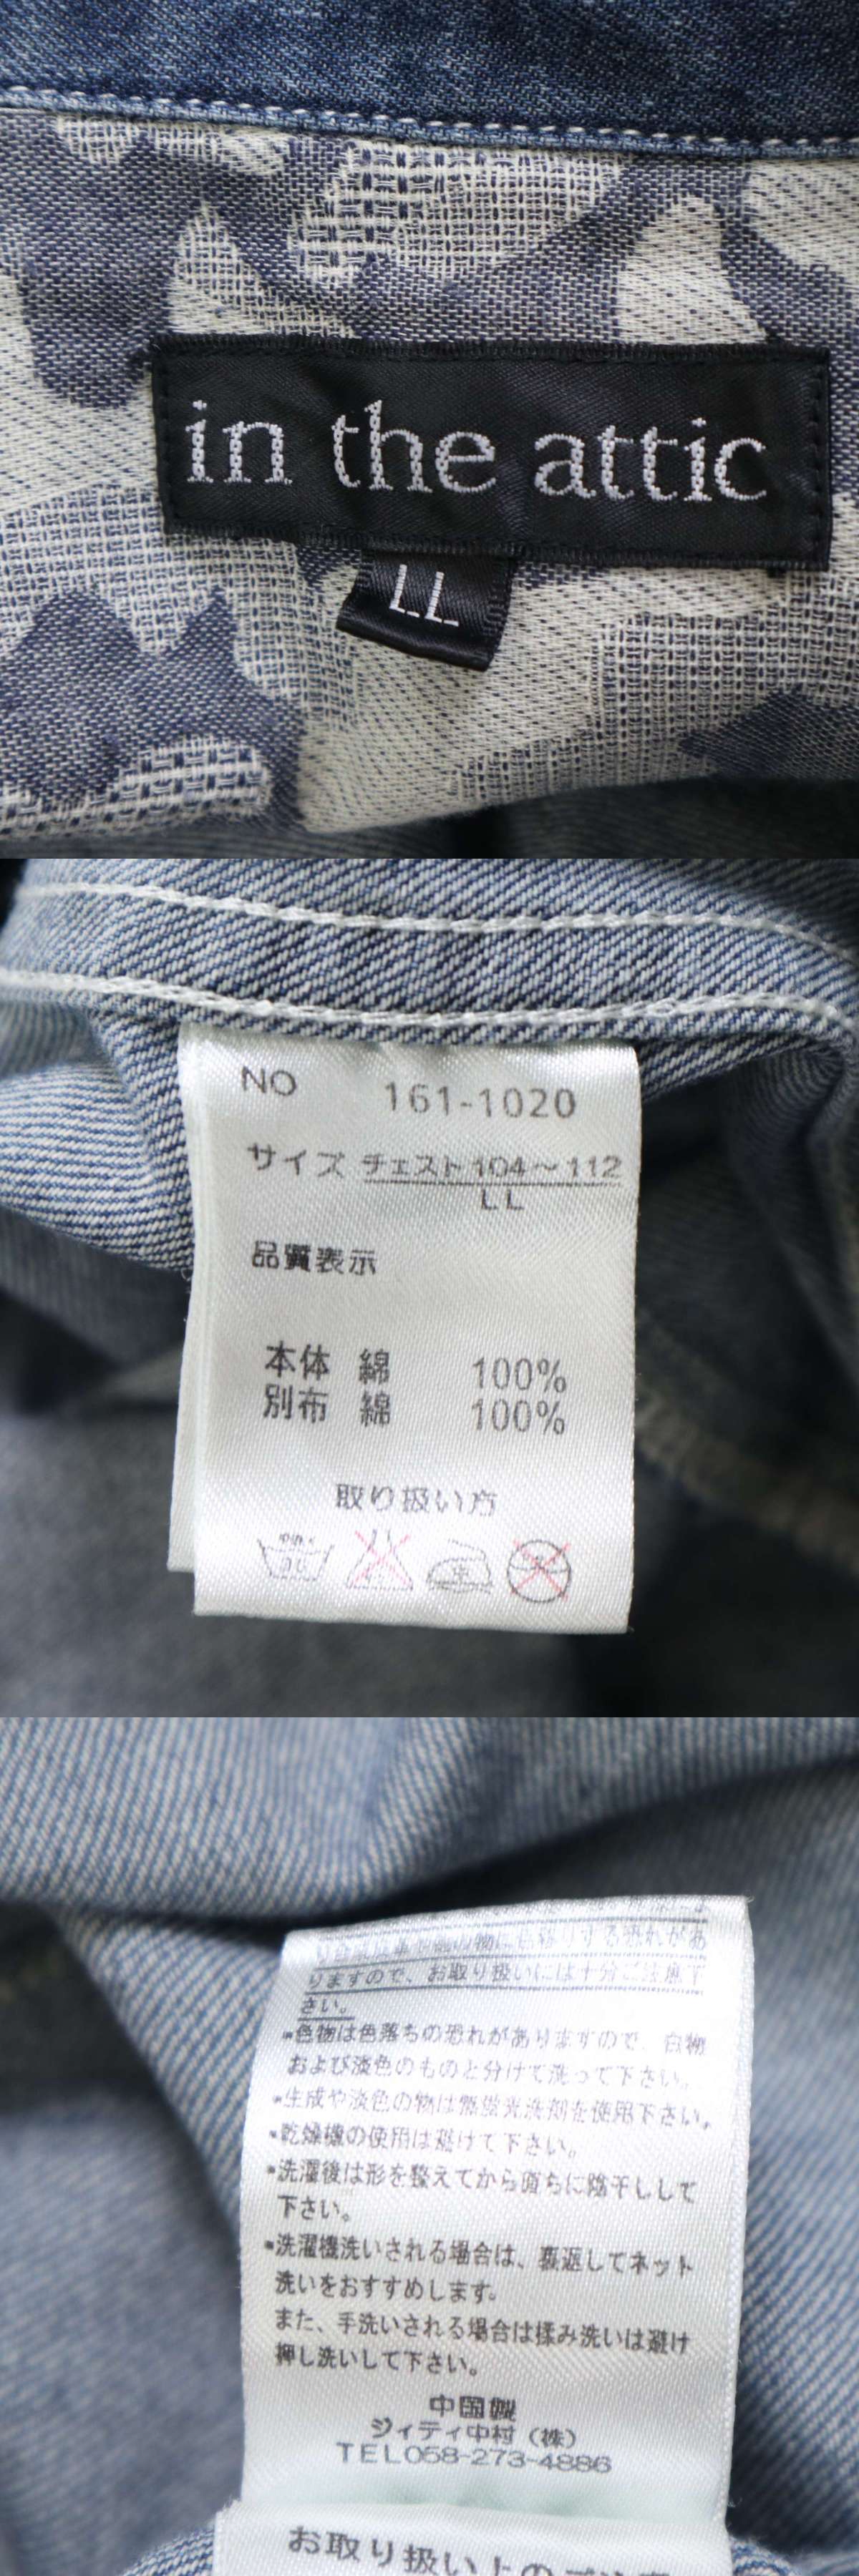 in the attic
LL
NO 161-1020
サイズ チェスト104〜112
LL
品質表示
本体 綿 100%
別布 綿 100%
取り扱い方
中
りますので、お取り扱いには十分ご注意下
さい。
・色物は色落ちの恐れがありますので、白物
および淡色のものと分けて洗って下さい。
・生成や淡色の物は無蛍光洗剤を使用下さい。
・乾燥機の使用は避けて下さい。
・洗濯後は形を整えてから直ちに陰干しして
下さい。
・洗濯機洗いされる場合は、裏返してネット
洗いをおすすめします。
また、手洗いされる場合は揉み洗いは避け
押し洗いして下さい。
中国製
ジィティ中村（株）
TEL058-273-4886
お取り扱い上の